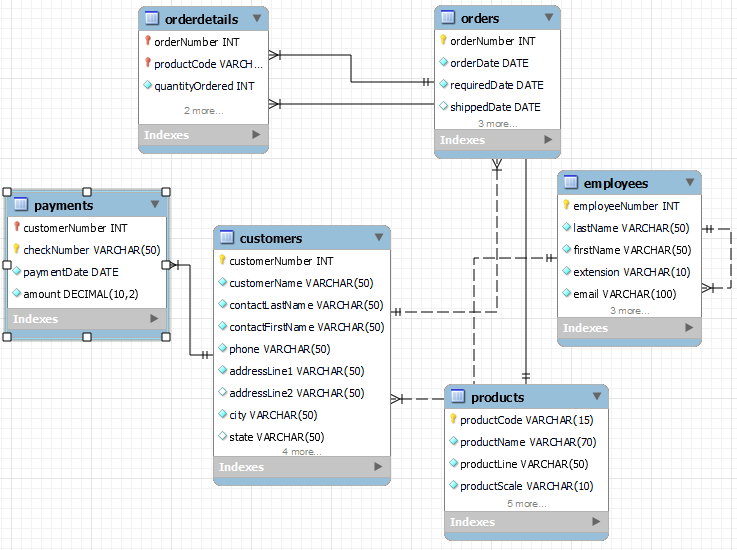 orderdetails
orderNumber INT
productCode VARCH...
quantityOrdered INT
2 more...
Indexes
orders
orderNumber INT
orderDate DATE
requiredDate DATE
shippedDate DATE
3 more...
Indexes
payments
customerNumber INT
checkNumber VARCHAR(50)
paymentDate DATE
amount DECIMAL(10,2)
Indexes
customers
customerNumber INT
customerName VARCHAR(50)
contactLastName VARCHAR(50)
contactFirstName VARCHAR(50)
phone VARCHAR(50)
addressLine1 VARCHAR(50)
addressLine2 VARCHAR(50)
city VARCHAR(50)
state VARCHAR(50)
4 more...
Indexes
employees
employeeNumber INT
lastName VARCHAR(50)
firstName VARCHAR(50)
extension VARCHAR(10)
email VARCHAR(100)
3 more...
Indexes
products
productCode VARCHAR(15)
productName VARCHAR(70)
productLine VARCHAR(50)
productScale VARCHAR(10)
5 more...
Indexes